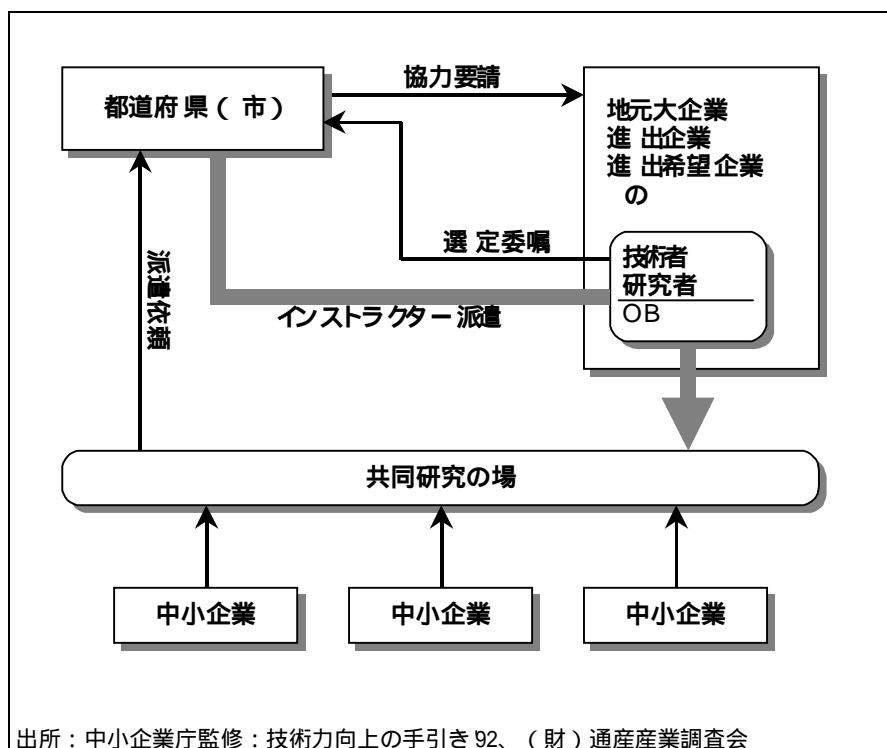 協力要請
都道府県(市)
地元大企業
進出企業
進出希望企業
の
選定委嘱
技術者
研究者
OB
派遣依頼
インストラクター派遣
共同研究の場
中小企業
中小企業
中小企業
出所:中小企業庁監修:技術力向上の手引き'92、(財)通産産業調査会